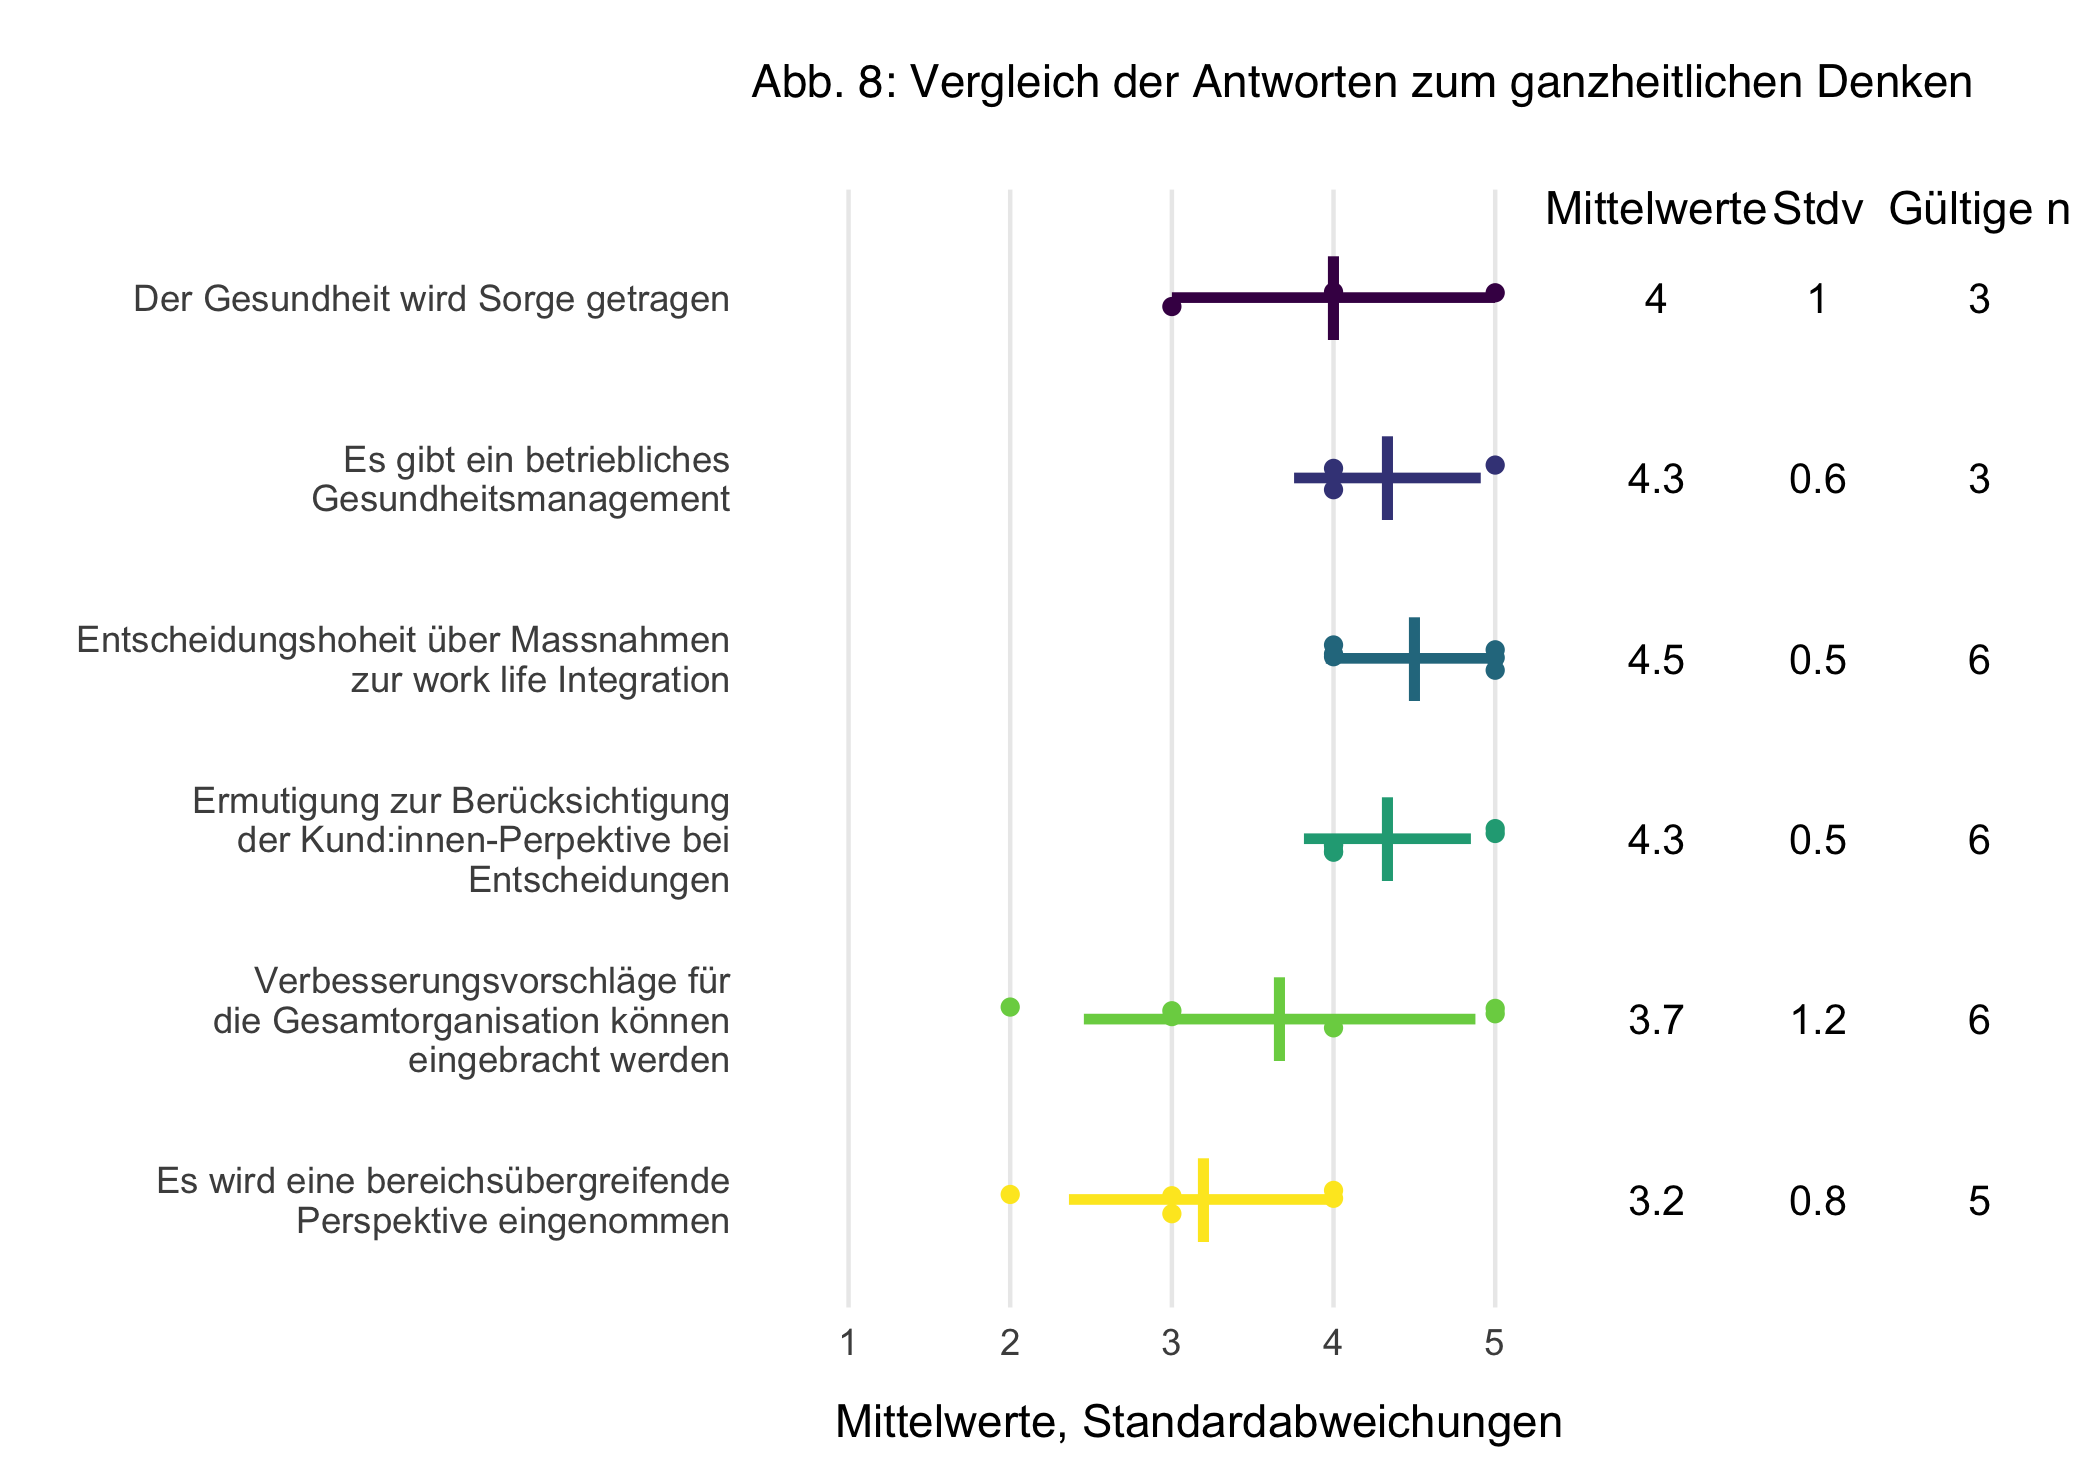 Abb. 8: Vergleich der Antworten zum ganzheitlichen Denken
Mittelwerte Stdv Gültige n
Der Gesundheit wird Sorge getragen 4 1 3
Es gibt ein betriebliches
Gesundheitsmanagement 4.3 0.6 3
Entscheidungshoheit über Massnahmen
zur work life Integration 4.5 0.5 6
Ermutigung zur Berücksichtigung
der Kund:innen-Perpektive bei 4.3 0.5 6
Entscheidungen
Verbesserungsvorschläge für
die Gesamtorganisation können 3.7 1.2 6
eingebracht werden
Es wird eine bereichsübergreifende
Perspektive eingenommen 3.2 0.8 5
1 2 3 4 5
Mittelwerte, Standardabweichungen